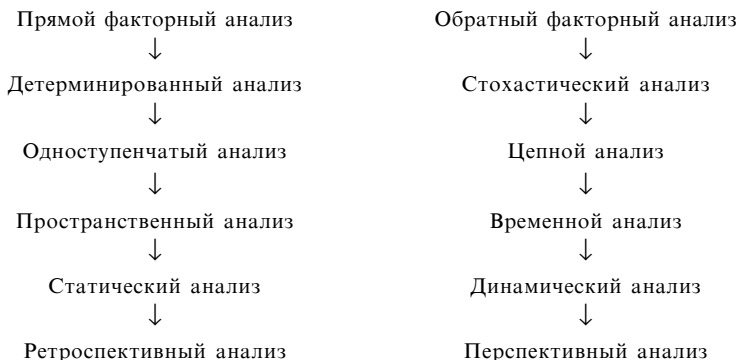 Прямой факторный анализ
↓
Детерминированный анализ
↓
Одноступенчатый анализ
↓
Пространственный анализ
↓
Статический анализ
↓
Ретроспективный анализ
Обратный факторный анализ
↓
Стохастический анализ
↓
Цепной анализ
↓
Временной анализ
↓
Динамический анализ
↓
Перспективный анализ